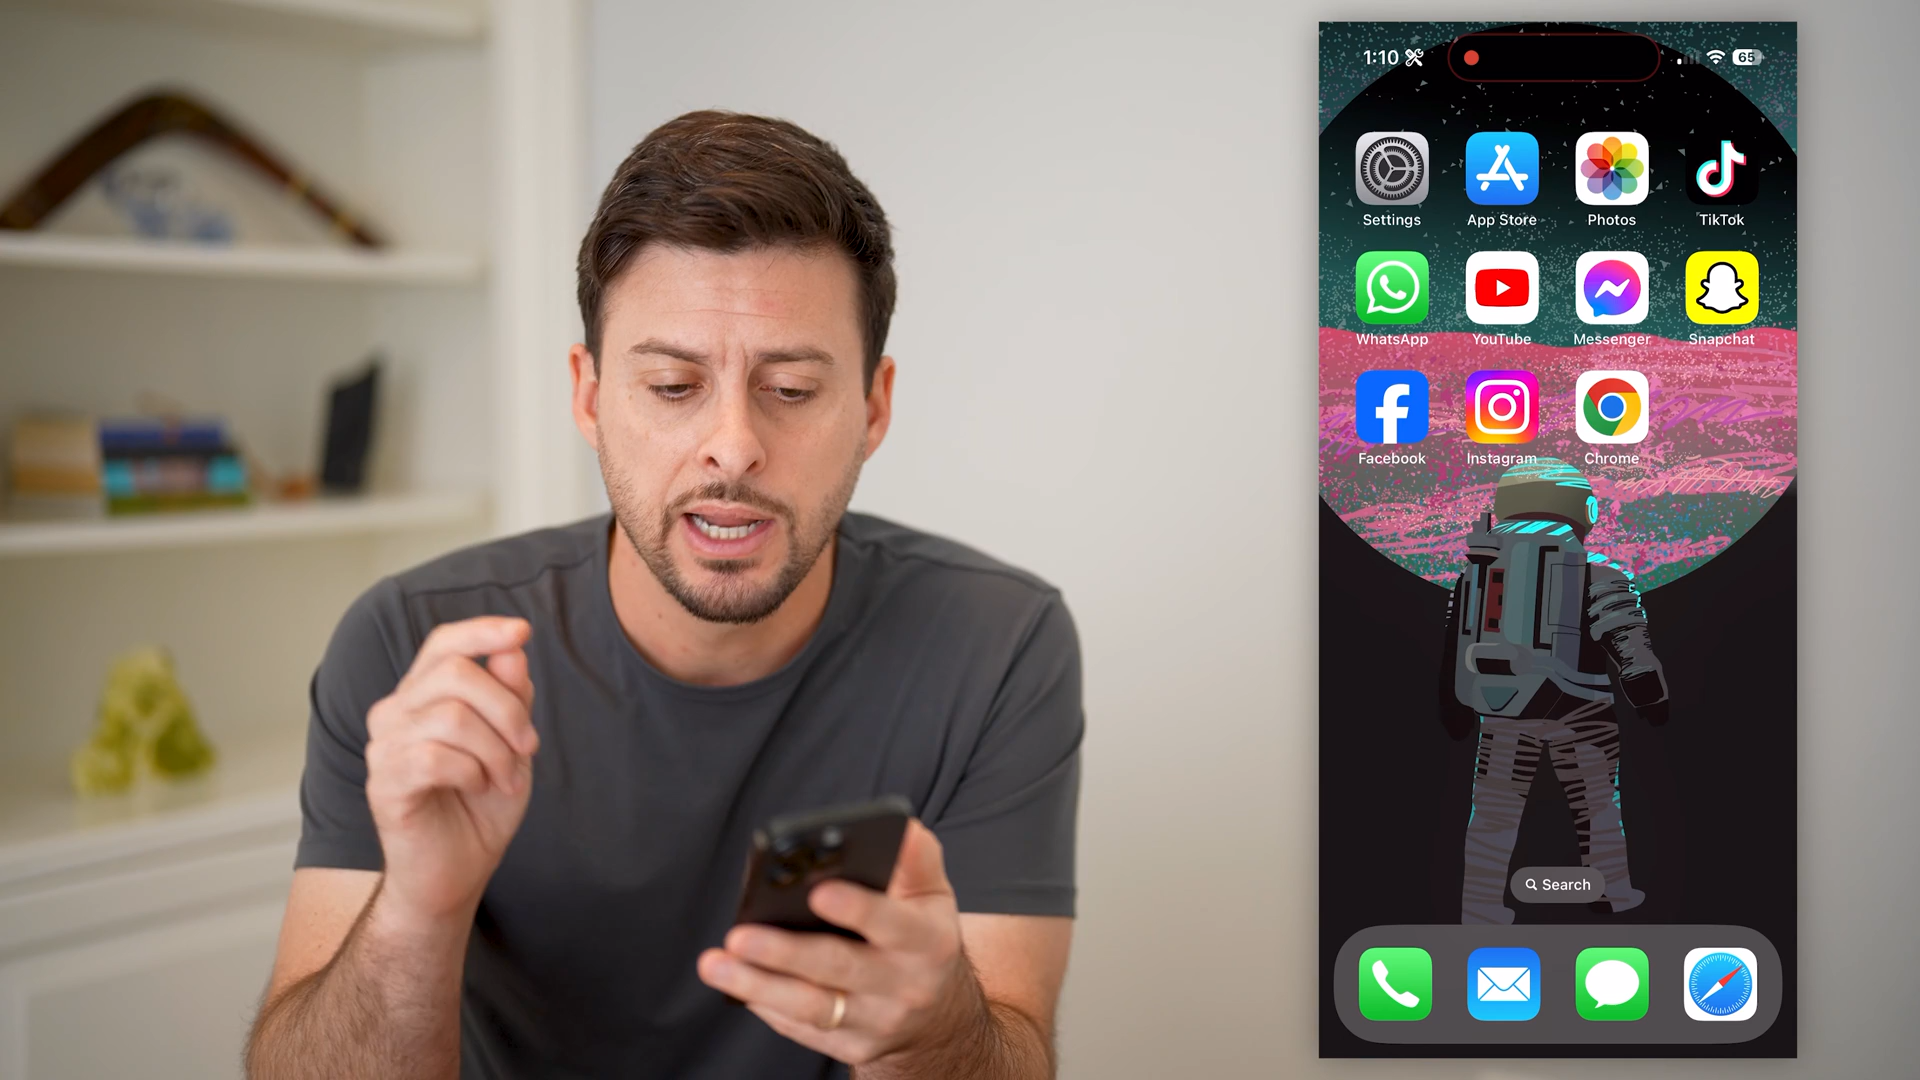 1:10 65
Settings App Store Photos TikTok
WhatsApp YouTube Messenger Snapchat
Facebook Instagram Chrome
Search